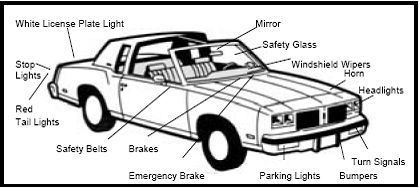 White License Plate Light
Mirror
Safety Glass
Stop
Lights
Windshield Wipers
Horn
Headlights
Red
Tail Lights
Safety Belts
Brakes
Turn Signals
Emergency Brake
Parking Lights
Bumpers